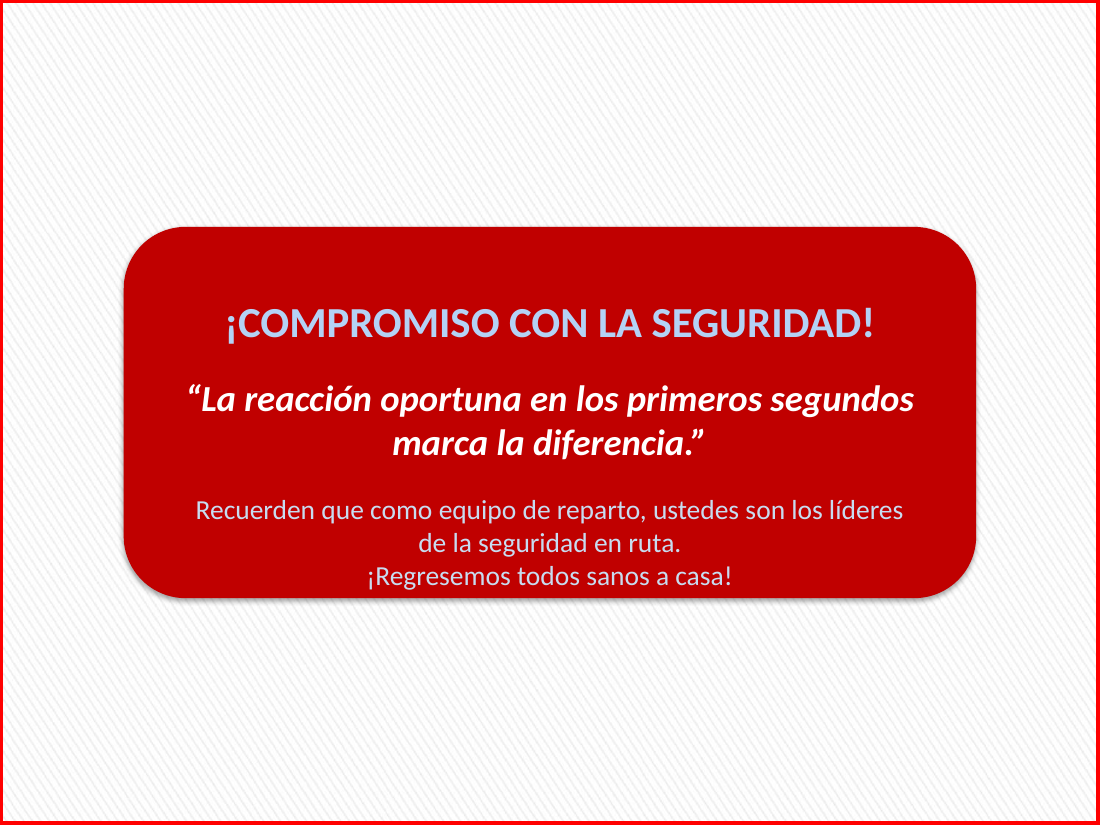 ¡COMPROMISO CON LA SEGURIDAD!
“La reacción oportuna en los primeros segundos
marca la diferencia.”
Recuerden que como equipo de reparto, ustedes son los líderes
de la seguridad en ruta.
¡Regresemos todos sanos a casa!